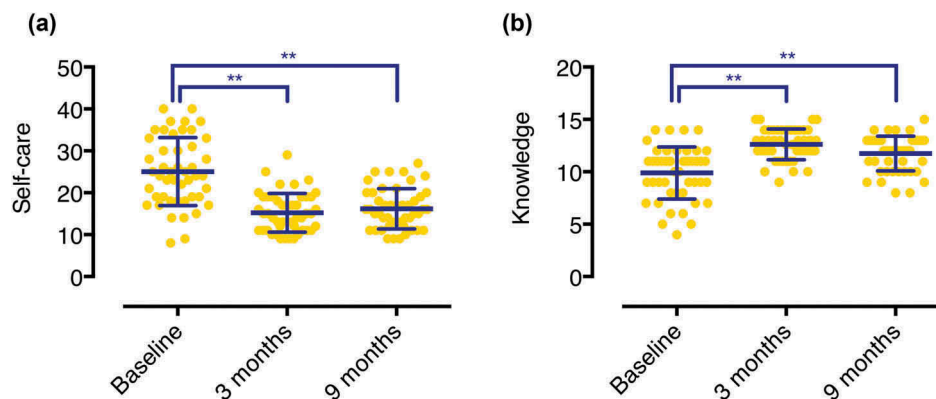 (a)
Self-care
50
40
30
20
10
0
**
**
Baseline
3 months
9 months
(b)
Knowledge
20
15
10
5
0
**
**
Baseline
3 months
9 months